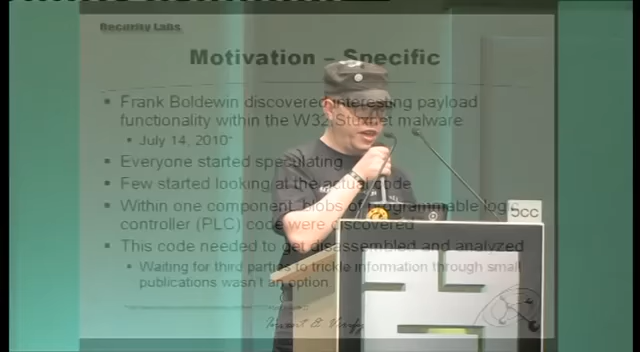 Recurity Labs
Motivation – Specific
Frank Boldewin discovered interesting payload
functionality within the W32.Stuxnet malware
July 14, 2010
Everyone started speculating
Few started looking at the actual code
Within one component, blobs of programmable logic
controller (PLC) code were discovered
This code needed to get disassembled and analyzed
Waiting for third parties to trickle information through small
publications wasn't an option